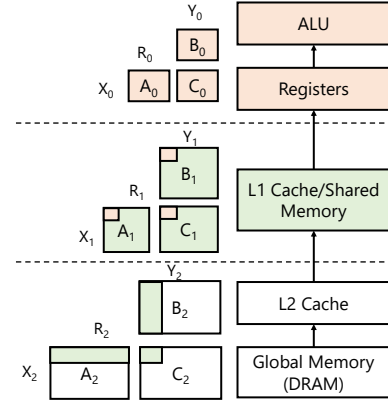 Y0
ALU
B0
R0
X0
A0
C0
Registers
Y1
B1
L1 Cache/Shared
Memory
R1
X1
A1
C1
Y2
B2
L2 Cache
R2
X2
A2
C2
Global Memory
(DRAM)